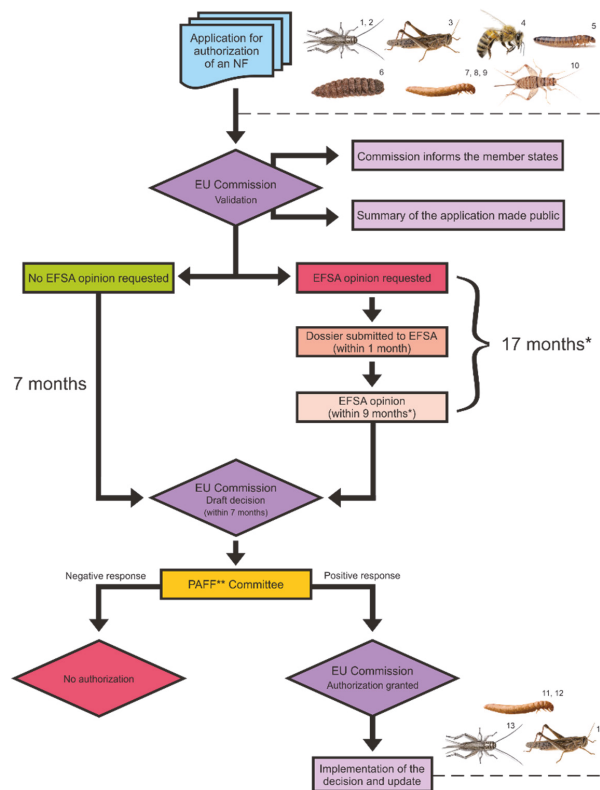 Application for
authorization
of an NF
1, 2
3
4
5
6
7, 8, 9
10
EU Commission
Validation
Commission informs the member states
Summary of the application made public
No EFSA opinion requested
EFSA opinion requested
Dossier submitted to EFSA
(within 1 month)
EFSA opinion
(within 9 months*)
17 months*
7 months
EU Commission
Draft decision
(within 7 months)
Negative response
PAFF** Committee
Positive response
No authorization
EU Commission
Authorization granted
11, 12
13
Implementation of the
decision and update